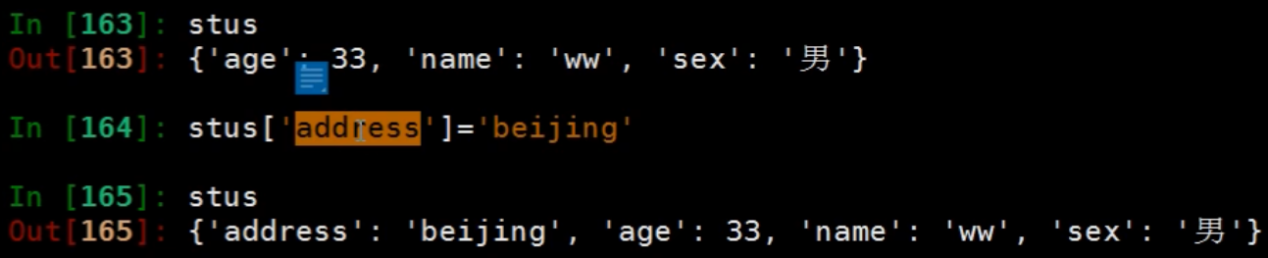 In [163]: stus
Out[163]: {'age': 33, 'name': 'ww', 'sex': '男'}
In [164]: stus['address']='beijing'
In [165]: stus
Out[165]: {'address': 'beijing', 'age': 33, 'name': 'ww', 'sex': '男'}